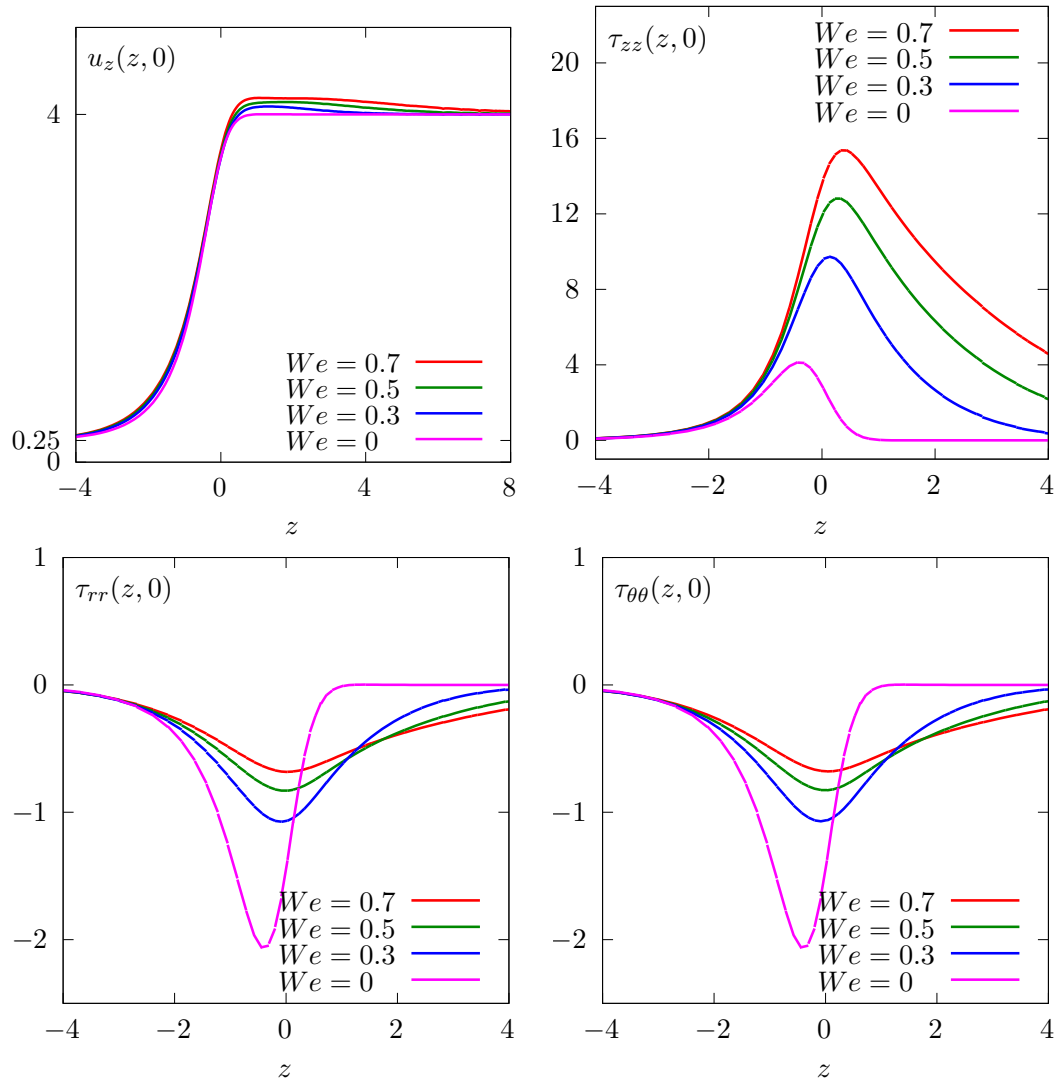 u_z(z, 0)
4
0.25
0
We = 0.7
We = 0.5
We = 0.3
We = 0
−4 0 4 8
z
τ_zz(z, 0)
We = 0.7
We = 0.5
We = 0.3
We = 0
20
16
12
8
4
0
−4 −2 0 2 4
z
τ_rr(z, 0)
1
0
−1
−2
We = 0.7
We = 0.5
We = 0.3
We = 0
−4 −2 0 2 4
z
τ_θθ(z, 0)
1
0
−1
−2
We = 0.7
We = 0.5
We = 0.3
We = 0
−4 −2 0 2 4
z